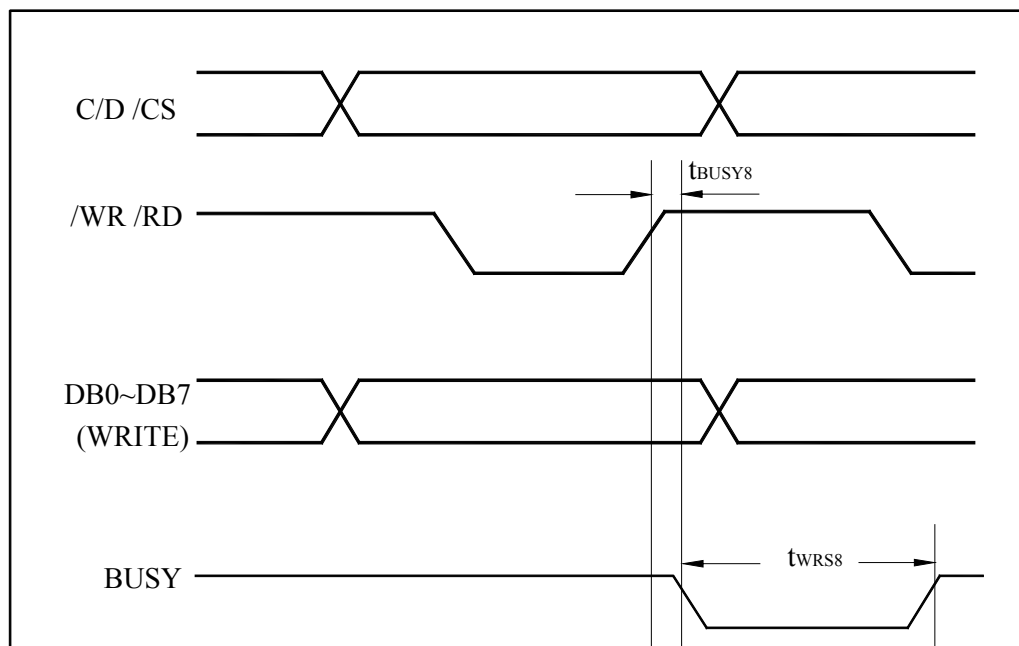 C/D /CS
tBUSY8
/WR /RD
DB0~DB7
(WRITE)
tWRS8
BUSY